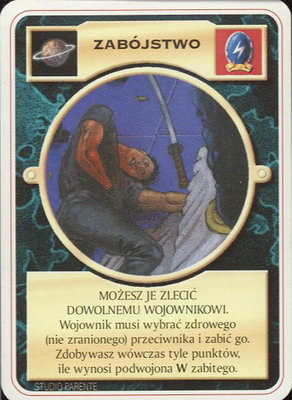 ZABÓJSTWO
MOŻESZ JE ZLECIĆ
DOWOLNEMU WOJOWNIKOWI.
Wojownik musi wybrać zdrowego
(nie zranionego) przeciwnika i zabić go.
Zdobywasz wówczas tyle punktów,
ile wynosi podwojona W zabitego.
STUDIO PARENTE